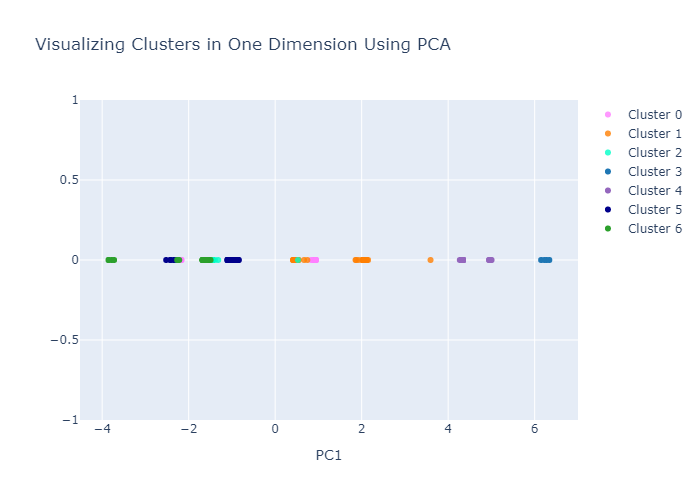 Visualizing Clusters in One Dimension Using PCA
1
0.5
0
−0.5
−1
−4
−2
0
2
4
6
PC1
Cluster 0
Cluster 1
Cluster 2
Cluster 3
Cluster 4
Cluster 5
Cluster 6